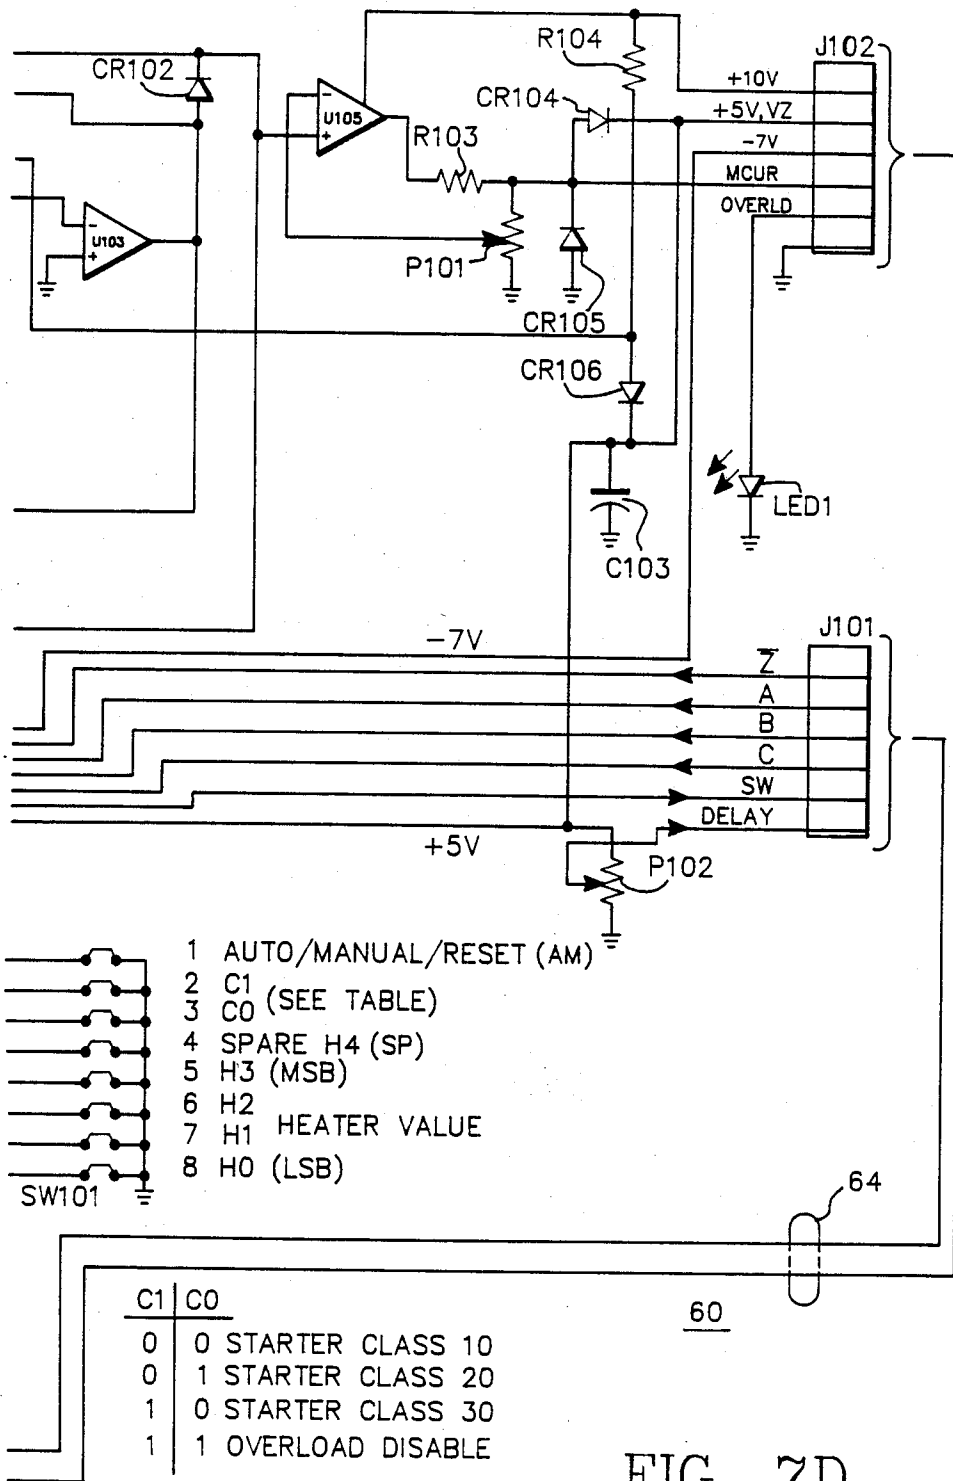 R104
J102
CR102
+10V
CR104
+5V,VZ
U105
-
+
R103
-7V
MCUR
OVERLD
-
U103
+
P101
CR105
CR106
LED1
C103
J101
-7V
Z̅
A
B
C
SW
DELAY
+5V
P102
1 AUTO/MANUAL/RESET (AM)
2 C1
3 C0 (SEE TABLE)
4 SPARE H4 (SP)
5 H3 (MSB)
6 H2
7 H1 HEATER VALUE
8 H0 (LSB)
SW101
64
C1 C0
60
0 0 STARTER CLASS 10
0 1 STARTER CLASS 20
1 0 STARTER CLASS 30
1 1 OVERLOAD DISABLE
FIG. 7D